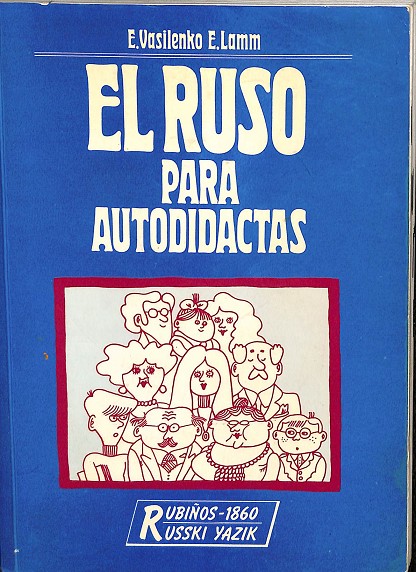 E.Vasilenko E.Lamm
EL RUSO
PARA
AUTODIDACTAS
RUBIÑOS-1860
RUSSKI YAZIK